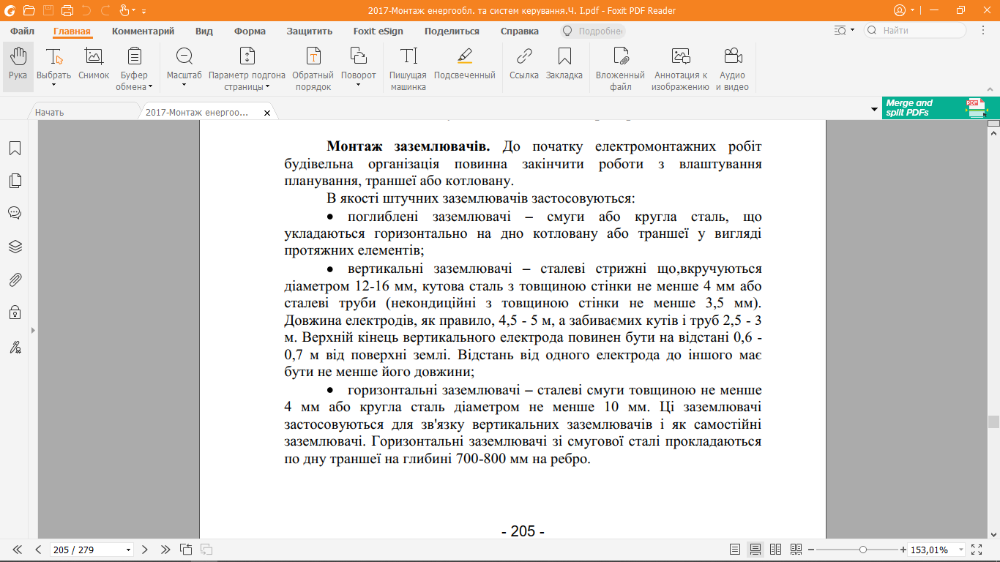 2017-Монтаж енергообл. та систем керування.Ч. I.pdf - Foxit PDF Reader
Файл Главная Комментарий Вид Форма Защитить Foxit eSign Поделиться Справка Подробнее Найти
Рука Выбрать Снимок Буфер обмена Масштаб Параметр подгона страницы Обратный порядок Поворот Пишущая машинка Подсвеченный Ссылка Закладка Вложенный файл Аннотация к изображению Аудио и видео
Начать 2017-Монтаж енергоо...
Merge and
split PDFs
PDF
Монтаж заземлювачів. До початку електромонтажних робіт
будівельна організація повинна закінчити роботи з влаштування
планування, траншеї або котловану.
В якості штучних заземлювачів застосовуються:
• поглиблені заземлювачі – смуги або кругла сталь, що
укладаються горизонтально на дно котловану або траншеї у вигляді
протяжних елементів;
• вертикальні заземлювачі – сталеві стрижні що,вкручуються
діаметром 12-16 мм, кутова сталь з товщиною стінки не менше 4 мм або
сталеві труби (некондиційні з товщиною стінки не менше 3,5 мм).
Довжина електродів, як правило, 4,5 - 5 м, а забиваємих кутів і труб 2,5 - 3
м. Верхній кінець вертикального електрода повинен бути на відстані 0,6 -
0,7 м від поверхні землі. Відстань від одного електрода до іншого має
бути не менше його довжини;
• горизонтальні заземлювачі – сталеві смуги товщиною не менше
4 мм або кругла сталь діаметром не менше 10 мм. Ці заземлювачі
застосовуються для зв'язку вертикальних заземлювачів і як самостійні
заземлювачі. Горизонтальні заземлювачі зі смугової сталі прокладаються
по дну траншеї на глибині 700-800 мм на ребро.
- 205 -
205 / 279
153,01%